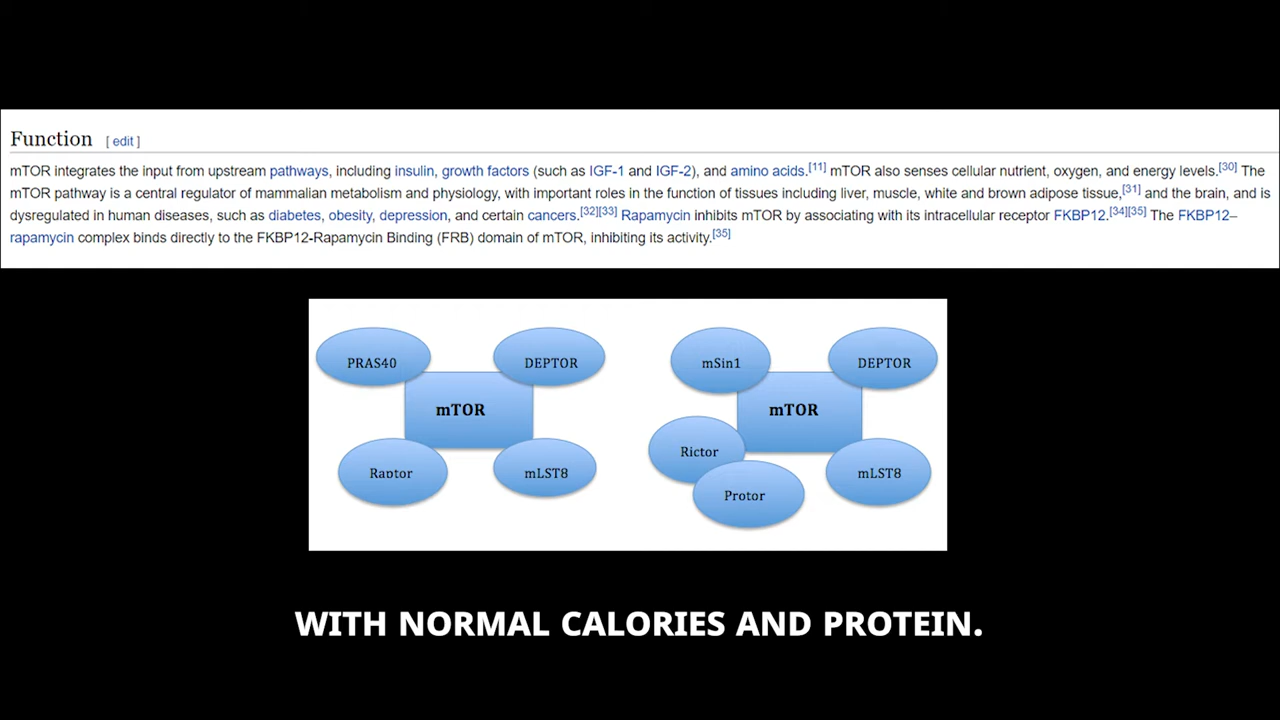 Function [ edit ]
mTOR integrates the input from upstream pathways, including insulin, growth factors (such as IGF-1 and IGF-2), and amino acids.[11] mTOR also senses cellular nutrient, oxygen, and energy levels.[30] The
mTOR pathway is a central regulator of mammalian metabolism and physiology, with important roles in the function of tissues including liver, muscle, white and brown adipose tissue,[31] and the brain, and is
dysregulated in human diseases, such as diabetes, obesity, depression, and certain cancers.[32][33] Rapamycin inhibits mTOR by associating with its intracellular receptor FKBP12.[34][35] The FKBP12–
rapamycin complex binds directly to the FKBP12-Rapamycin Binding (FRB) domain of mTOR, inhibiting its activity.[35]
PRAS40
DEPTOR
mTOR
Raptor
mLST8
mSin1
DEPTOR
mTOR
Rictor
Protor
mLST8
WITH NORMAL CALORIES AND PROTEIN.